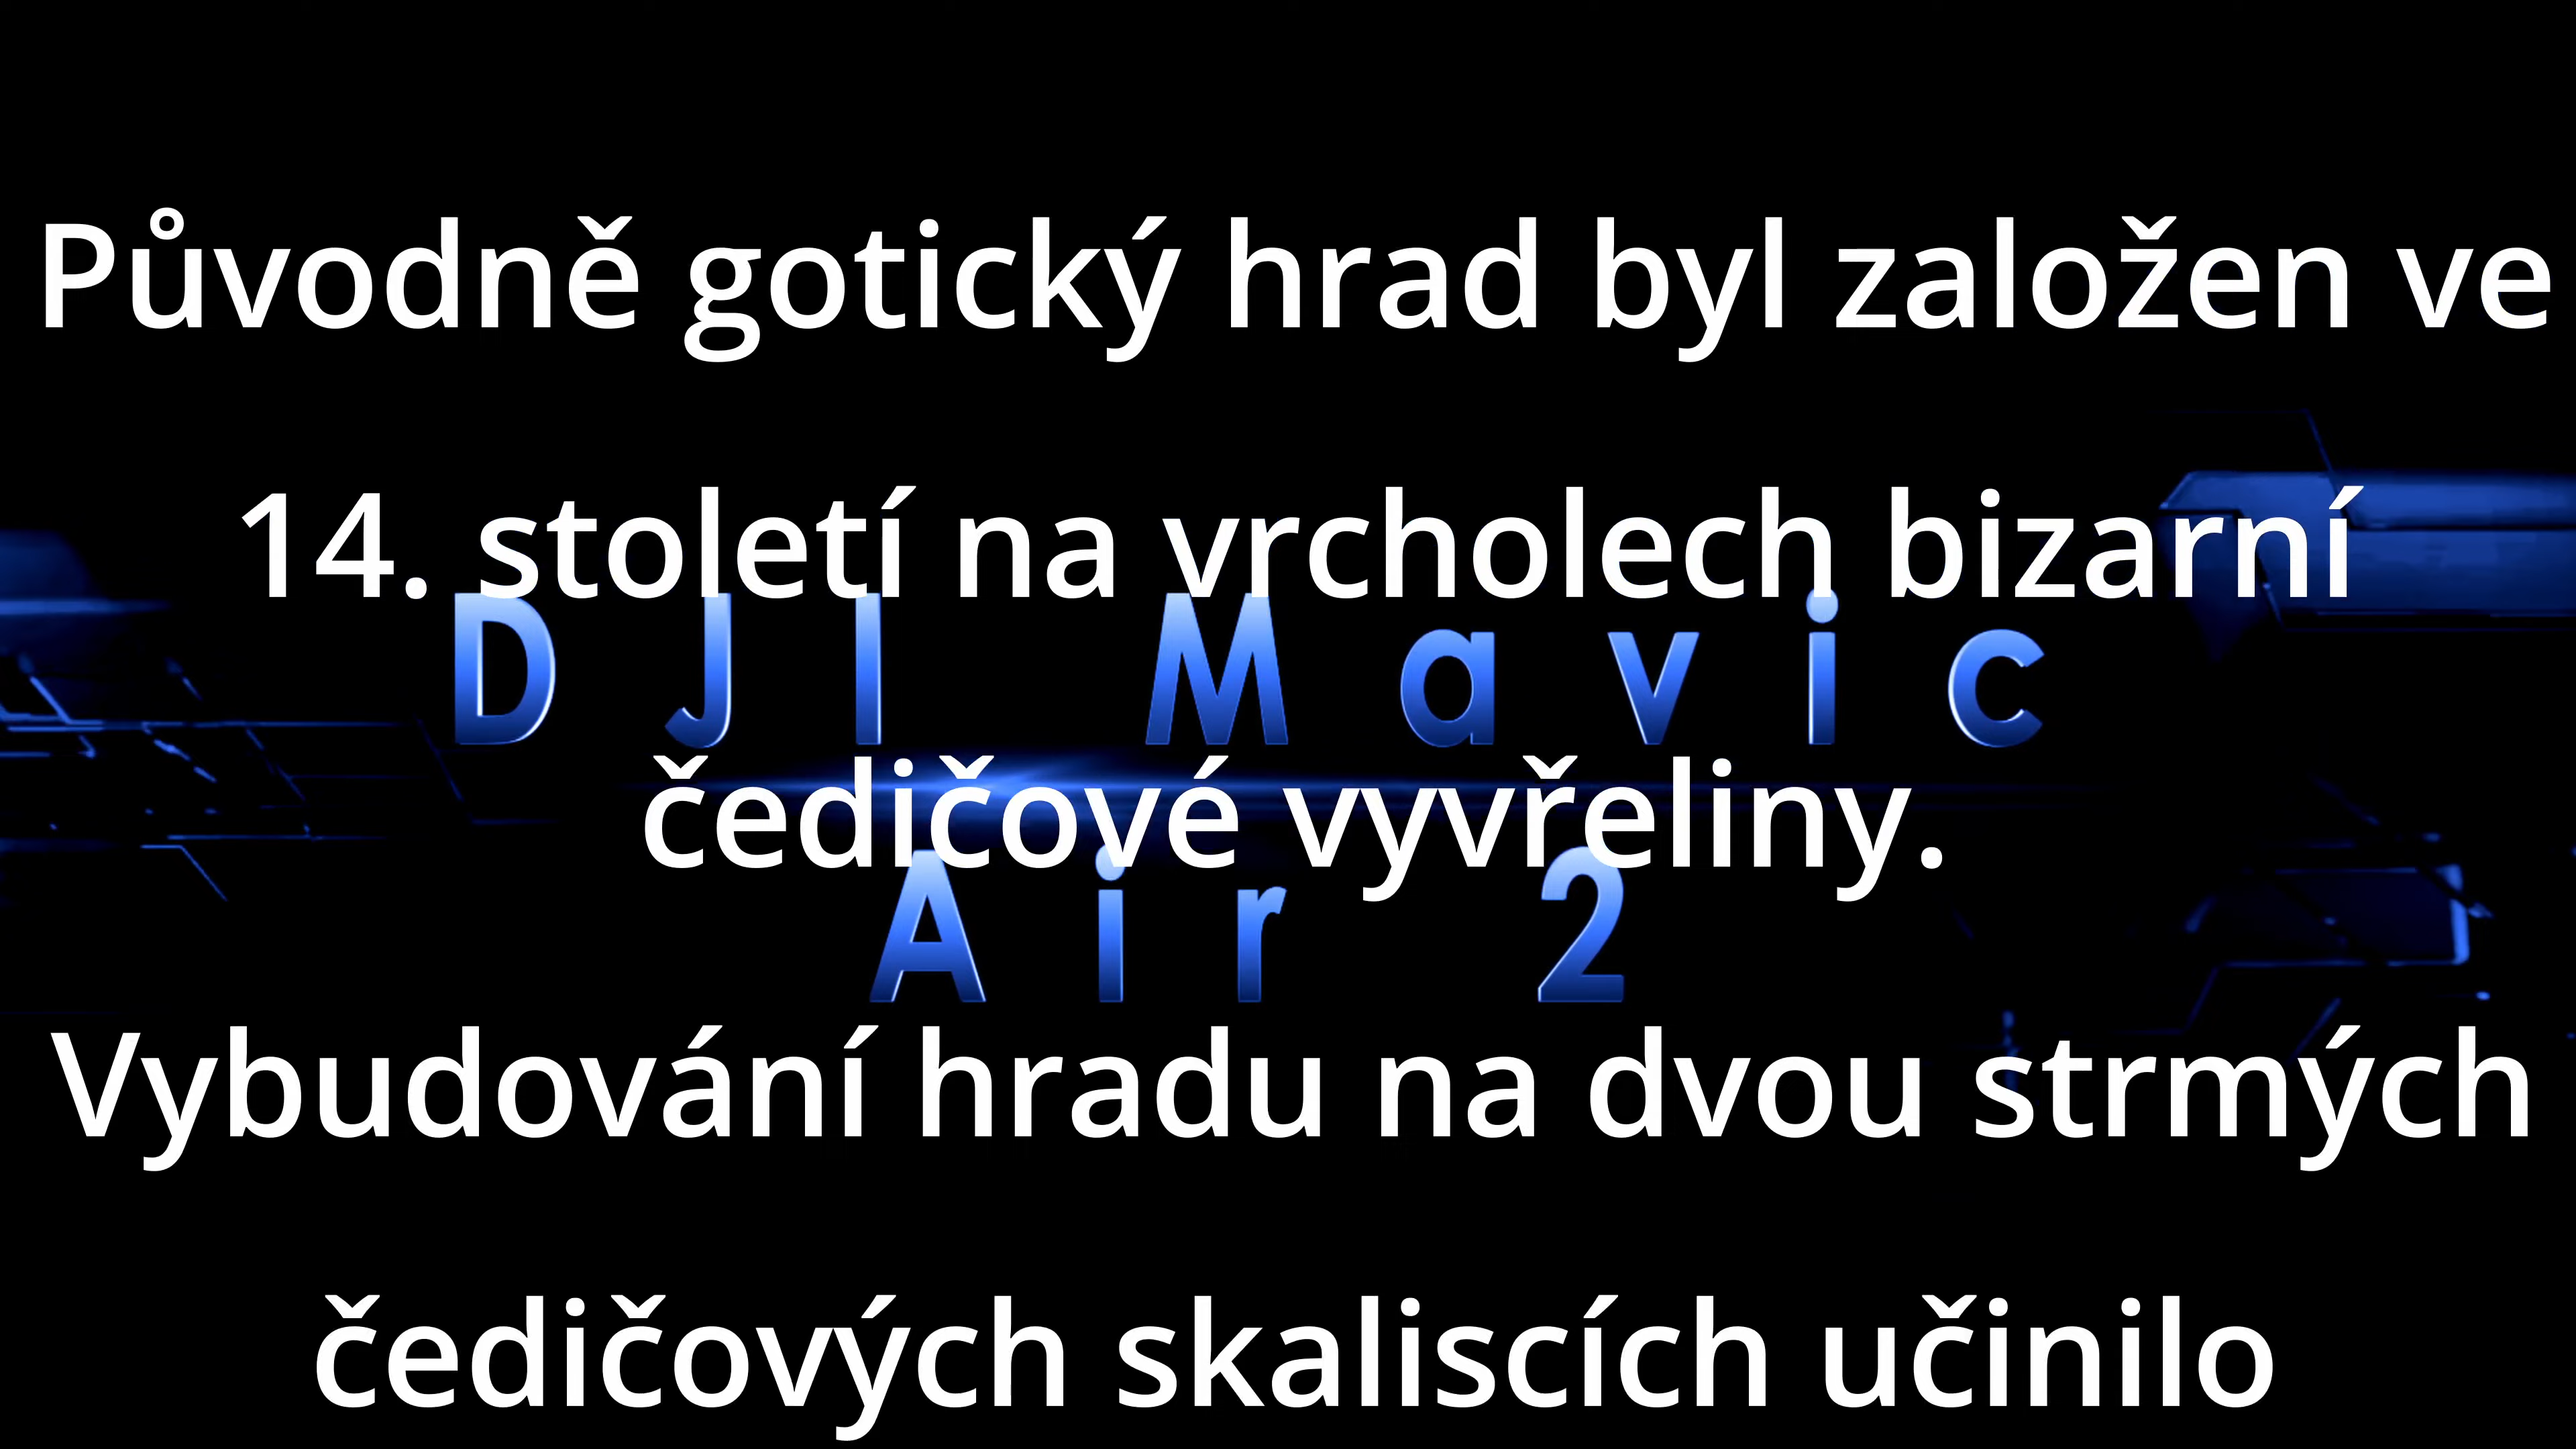 Původně gotický hrad byl založen ve
14. století na vrcholech bizarní
DJI Mavic
čedičové vyvřeliny.
Air 2
Vybudování hradu na dvou strmých
čedičových skaliscích učinilo